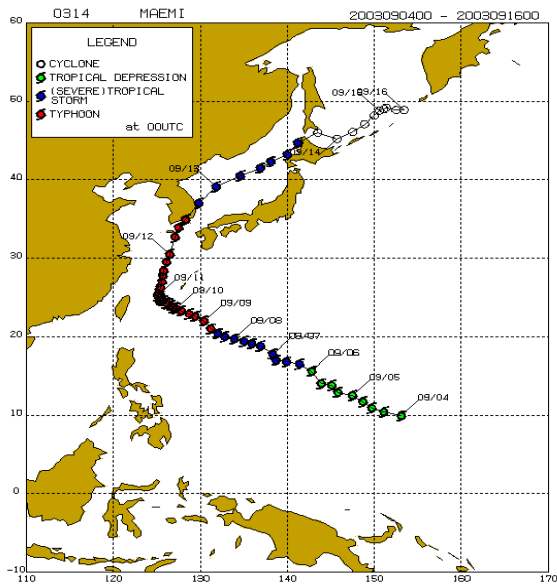 0314 MAEMI 2003090400 - 2003091600
LEGEND
CYCLONE
TROPICAL DEPRESSION
(SEVERE)TROPICAL
STORM
TYPHOON
at 00UTC
60
50
40
30
20
10
0
-10
110 120 130 140 150 160 170
09/15
09/16
09/14
09/13
09/12
09/11
09/10
09/09
09/08
09/07
09/06
09/05
09/04